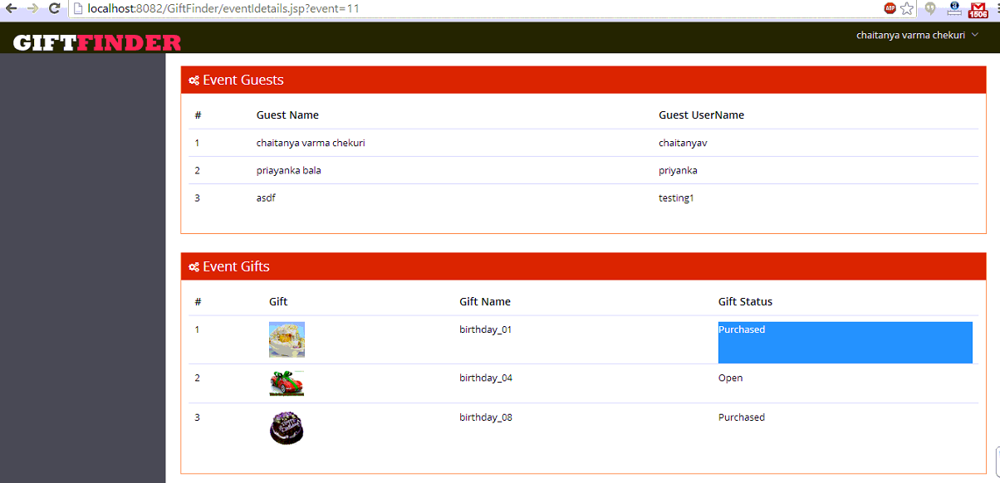 localhost:8082/GiftFinder/eventIdetails.jsp?event=11
ABP
1506
GIFTFINDER
chaitanya varma chekuri
Event Guests
# Guest Name Guest UserName
1 chaitanya varma chekuri chaitanyav
2 priayanka bala priyanka
3 asdf testing1
Event Gifts
# Gift Gift Name Gift Status
1 birthday_01 Purchased
2 birthday_04 Open
3 birthday_08 Purchased